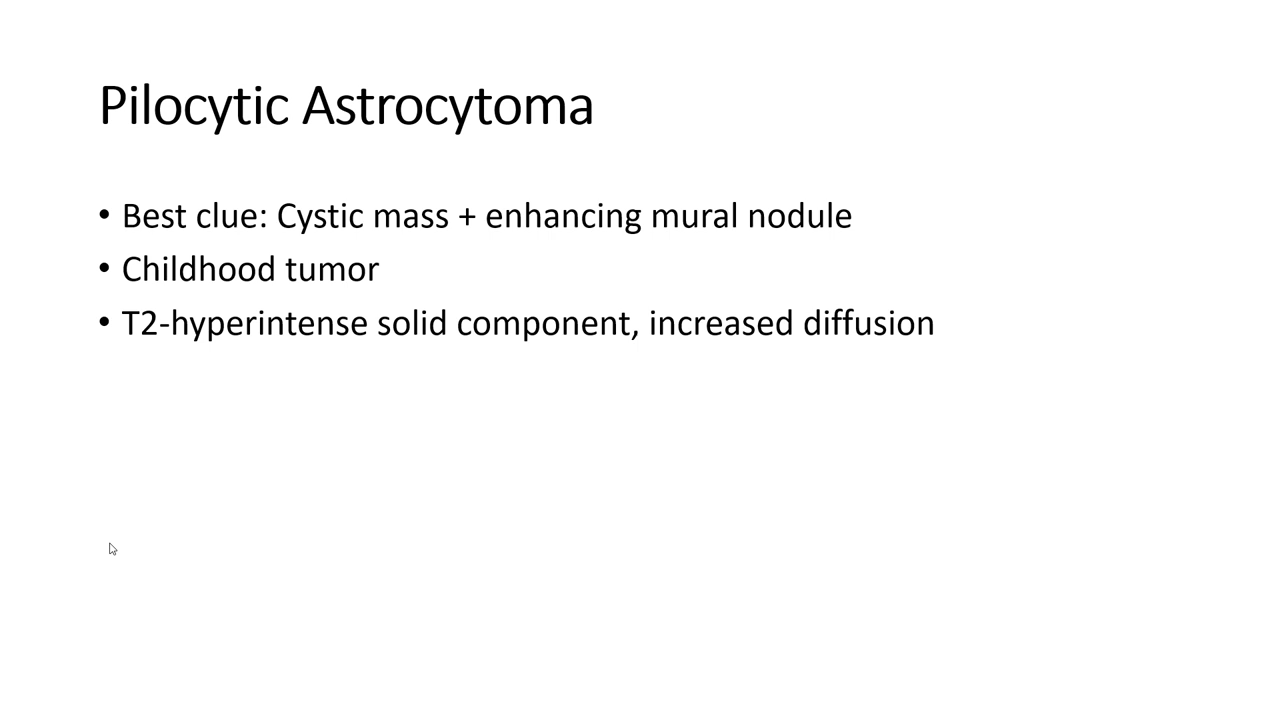 Pilocytic Astrocytoma
• Best clue: Cystic mass + enhancing mural nodule
• Childhood tumor
• T2-hyperintense solid component, increased diffusion